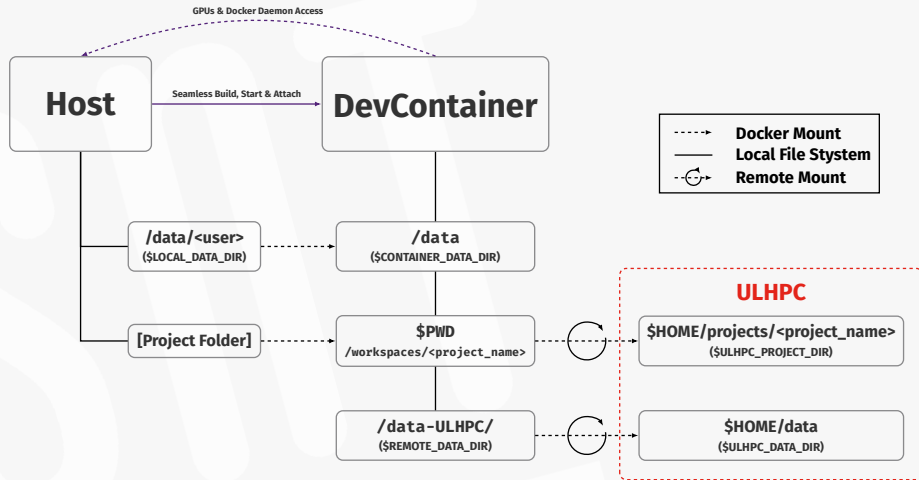 GPUs & Docker Daemon Access
Host
Seamless Build, Start & Attach
DevContainer
Docker Mount
Local File Stystem
Remote Mount
/data/<user>
($LOCAL_DATA_DIR)
/data
($CONTAINER_DATA_DIR)
ULHPC
[Project Folder]
$PWD
/workspaces/<project_name>
$HOME/projects/<project_name>
($ULHPC_PROJECT_DIR)
/data-ULHPC/
($REMOTE_DATA_DIR)
$HOME/data
($ULHPC_DATA_DIR)